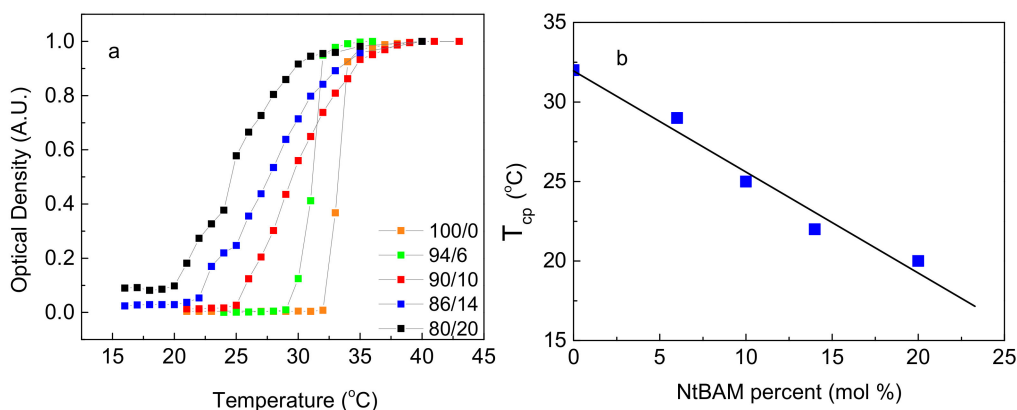 a
Optical Density (A.U.)
1.0
0.8
0.6
0.4
0.2
0.0
100/0
94/6
90/10
86/14
80/20
15 20 25 30 35 40 45
Temperature (°C)
b
Tcp (°C)
35
30
25
20
15
0 5 10 15 20 25
NtBAM percent (mol %)